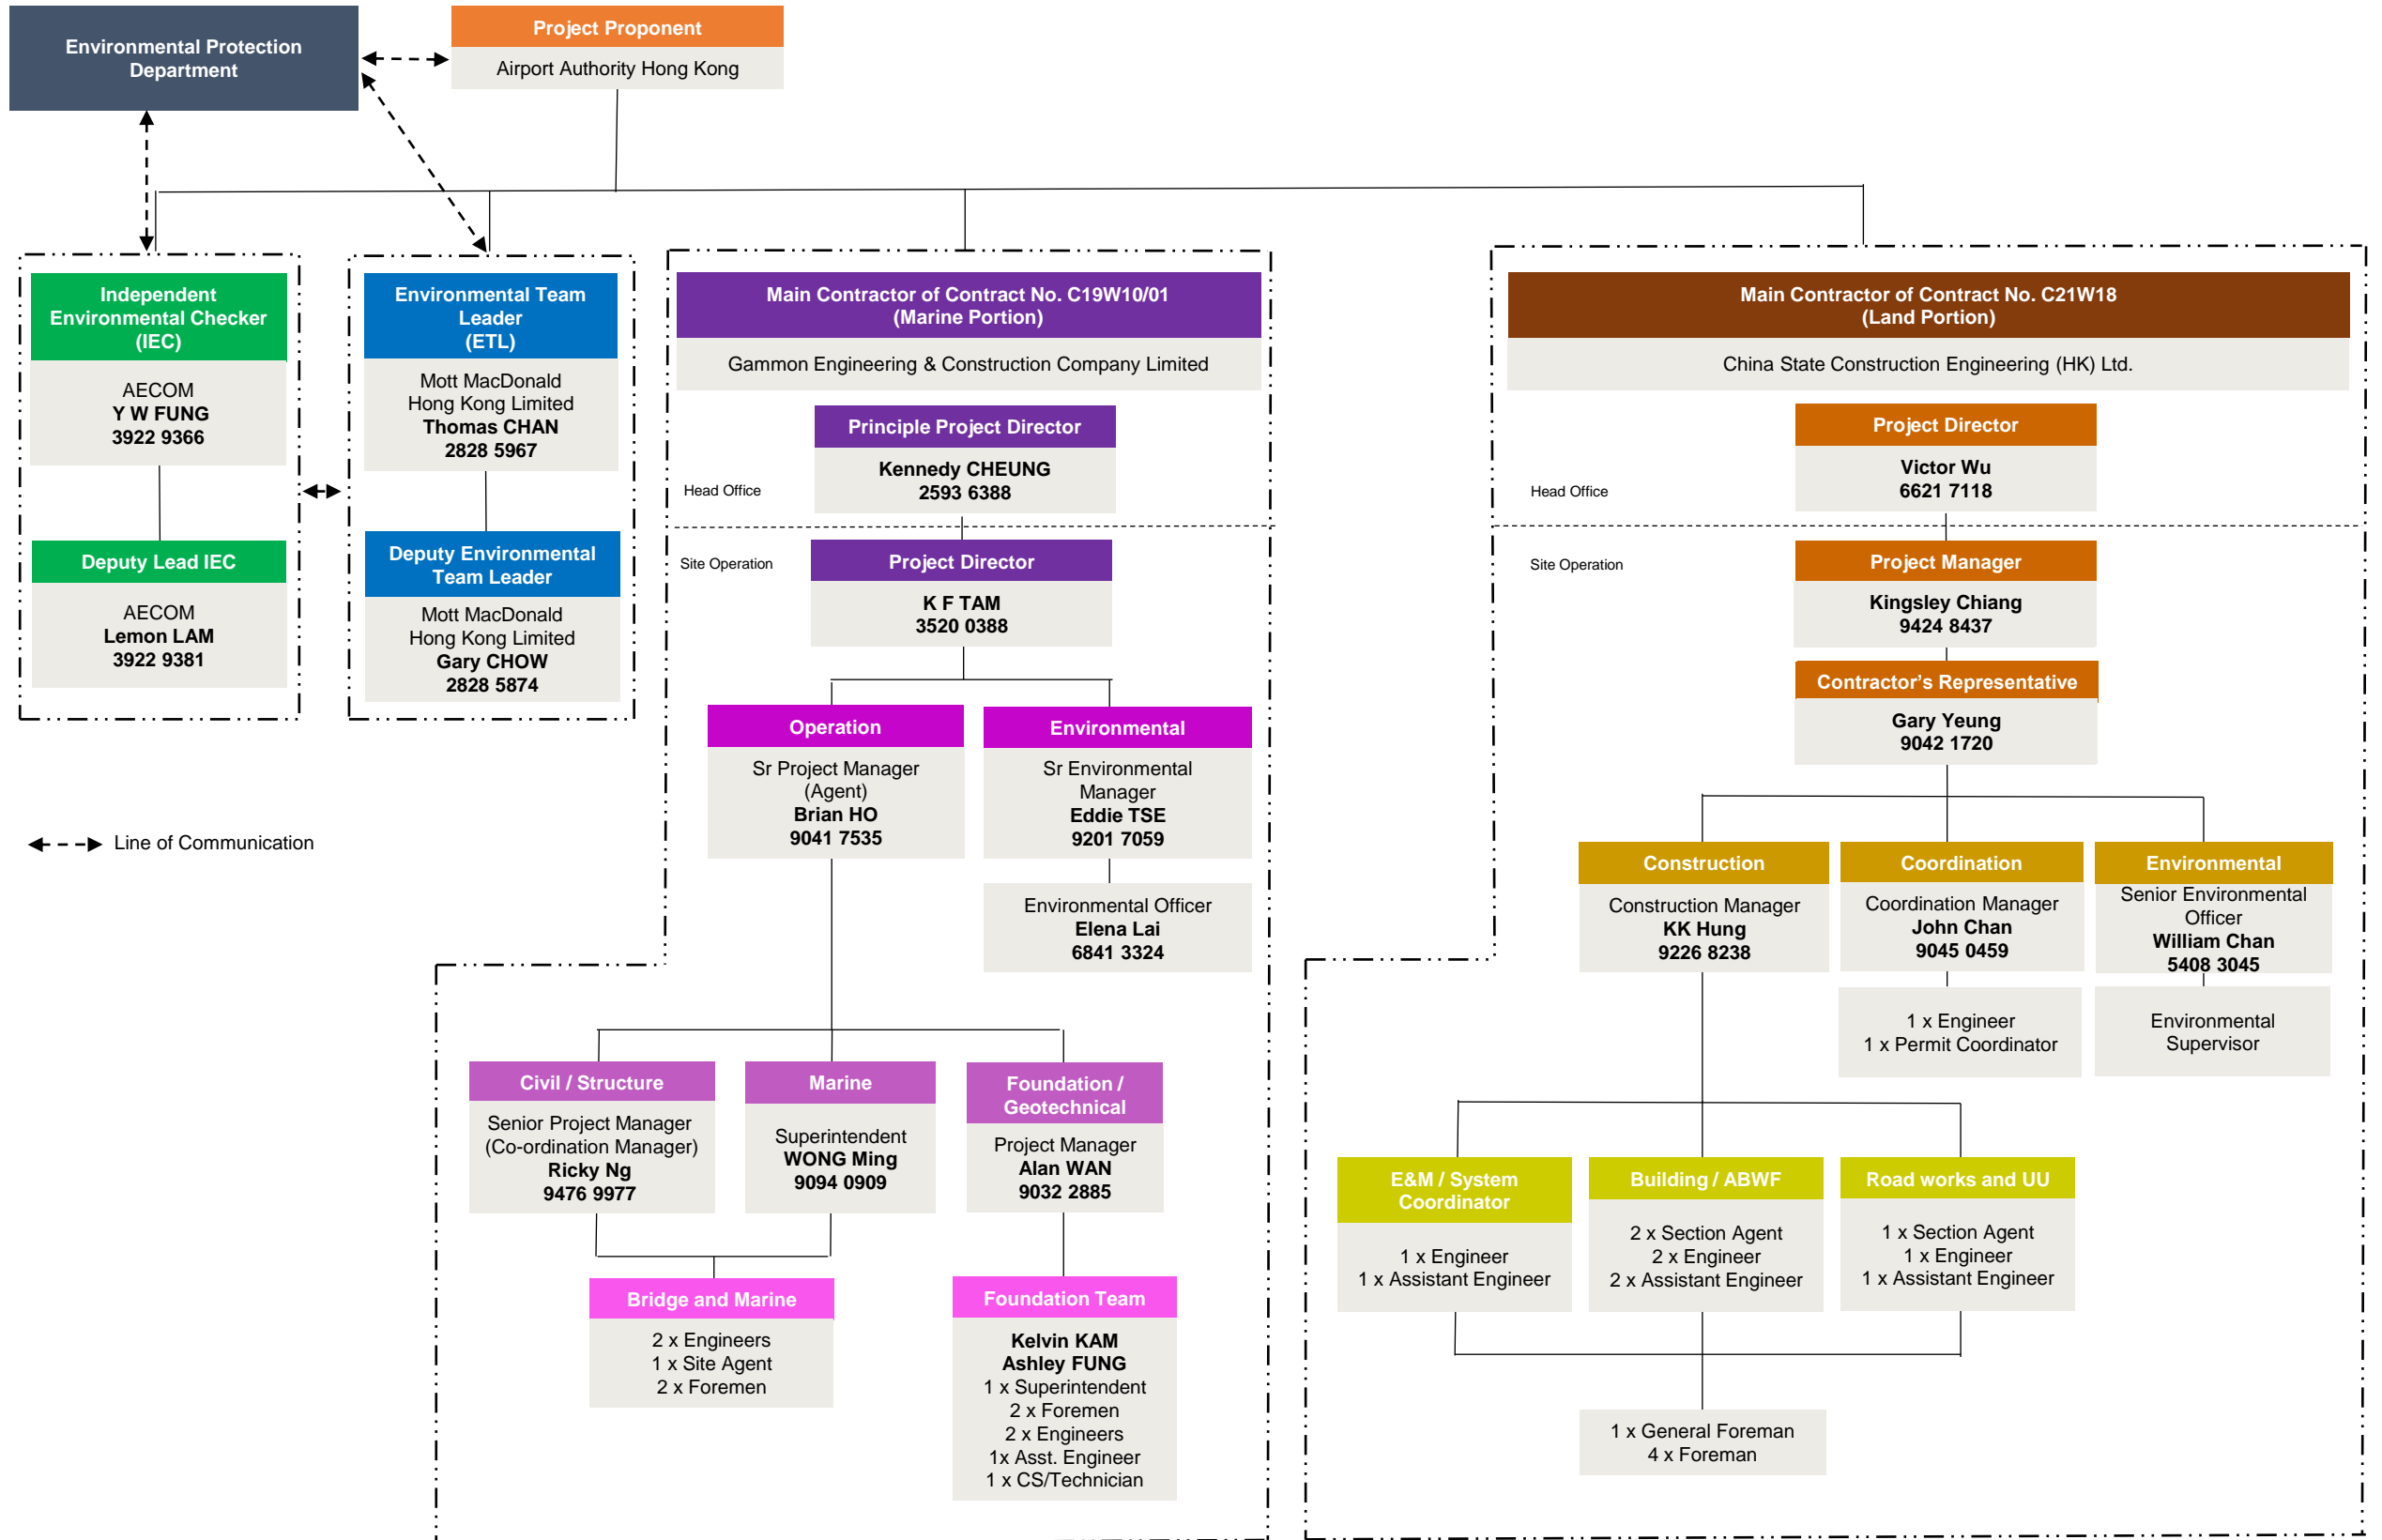 Environmental Protection
Department
Project Proponent
Airport Authority Hong Kong
Independent
Environmental Checker
(IEC)
AECOM
Y W FUNG
3922 9366
Deputy Lead IEC
AECOM
Lemon LAM
3922 9381
Environmental Team
Leader
(ETL)
Mott MacDonald
Hong Kong Limited
Thomas CHAN
2828 5967
Deputy Environmental
Team Leader
Mott MacDonald
Hong Kong Limited
Gary CHOW
2828 5874
Line of Communication
Main Contractor of Contract No. C19W10/01
(Marine Portion)
Gammon Engineering & Construction Company Limited
Principle Project Director
Kennedy CHEUNG
2593 6388
Head Office
Site Operation
Project Director
K F TAM
3520 0388
Operation
Sr Project Manager
(Agent)
Brian HO
9041 7535
Environmental
Sr Environmental
Manager
Eddie TSE
9201 7059
Environmental Officer
Elena Lai
6841 3324
Civil / Structure
Senior Project Manager
(Co-ordination Manager)
Ricky Ng
9476 9977
Marine
Superintendent
WONG Ming
9094 0909
Foundation /
Geotechnical
Project Manager
Alan WAN
9032 2885
Bridge and Marine
2 x Engineers
1 x Site Agent
2 x Foremen
Foundation Team
Kelvin KAM
Ashley FUNG
1 x Superintendent
2 x Foremen
2 x Engineers
1x Asst. Engineer
1 x CS/Technician
Main Contractor of Contract No. C21W18
(Land Portion)
China State Construction Engineering (HK) Ltd.
Project Director
Victor Wu
6621 7118
Head Office
Site Operation
Project Manager
Kingsley Chiang
9424 8437
Contractor’s Representative
Gary Yeung
9042 1720
Construction
Construction Manager
KK Hung
9226 8238
Coordination
Coordination Manager
John Chan
9045 0459
1 x Engineer
1 x Permit Coordinator
Environmental
Senior Environmental
Officer
William Chan
5408 3045
Environmental
Supervisor
E&M / System
Coordinator
1 x Engineer
1 x Assistant Engineer
Building / ABWF
2 x Section Agent
2 x Engineer
2 x Assistant Engineer
Road works and UU
1 x Section Agent
1 x Engineer
1 x Assistant Engineer
1 x General Foreman
4 x Foreman